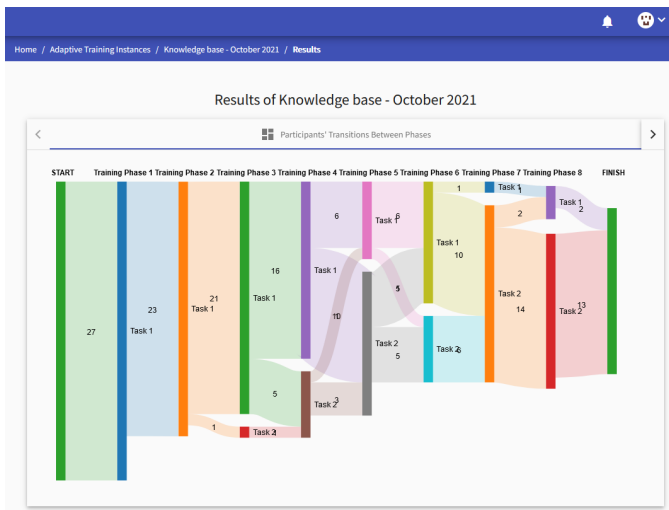 Home / Adaptive Training Instances / Knowledge base - October 2021 / Results
Results of Knowledge base - October 2021
Participants' Transitions Between Phases
START Training Phase 1 Training Phase 2 Training Phase 3 Training Phase 4 Training Phase 5 Training Phase 6 Training Phase 7 Training Phase 8 FINISH
1 Task 1
6 Task 1 2 Task 1 2
Task 1 10
16 Task 1
21 Task 1 Task 2
23 Task 1 14 Task 2 13
27 Task 1
Task 2 5 Task 2
5 Task 2
1 Task 2